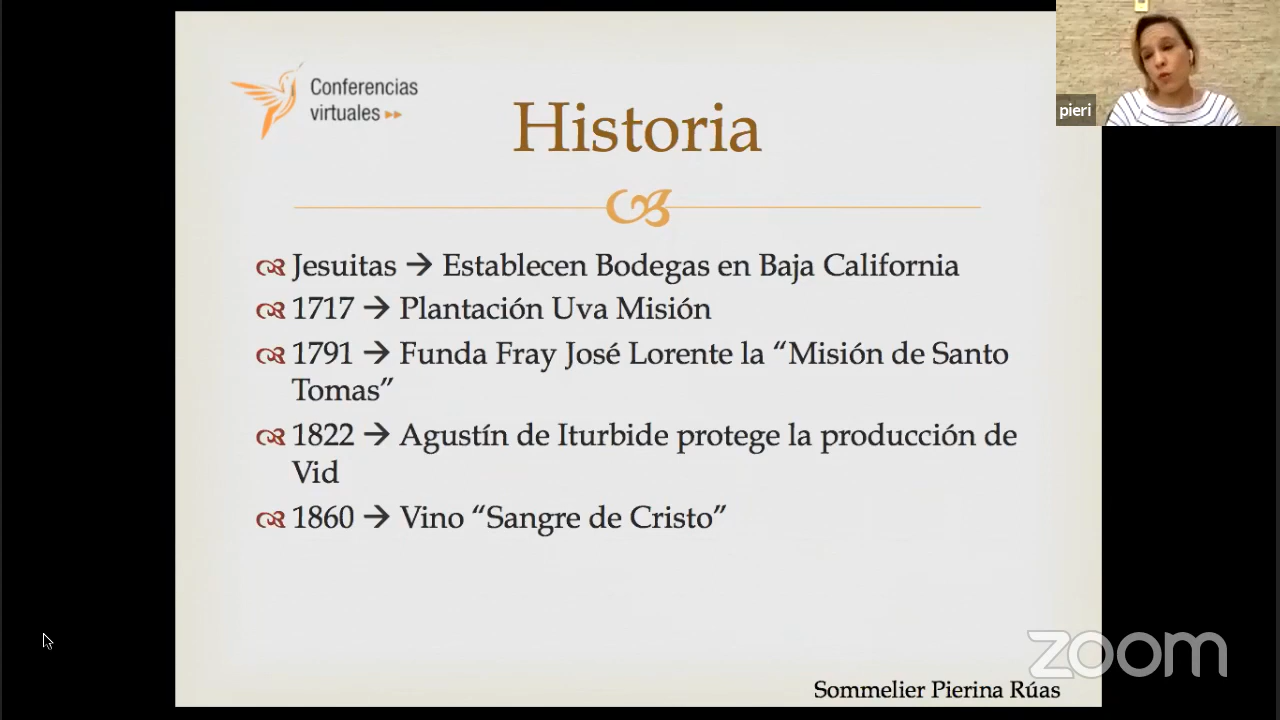 Conferencias
virtuales
Historia
Jesuitas → Establecen Bodegas en Baja California
1717 → Plantación Uva Misión
1791 → Funda Fray José Lorente la “Misión de Santo
Tomas”
1822 → Agustín de Iturbide protege la producción de
Vid
1860 → Vino “Sangre de Cristo”
Sommelier Pierina Rúas
pieri
zoom